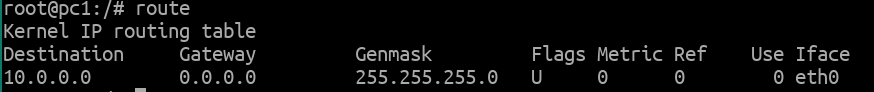 root@pc1:/# route
Kernel IP routing table
Destination     Gateway         Genmask         Flags Metric Ref    Use Iface
10.0.0.0        0.0.0.0         255.255.255.0   U     0      0        0 eth0